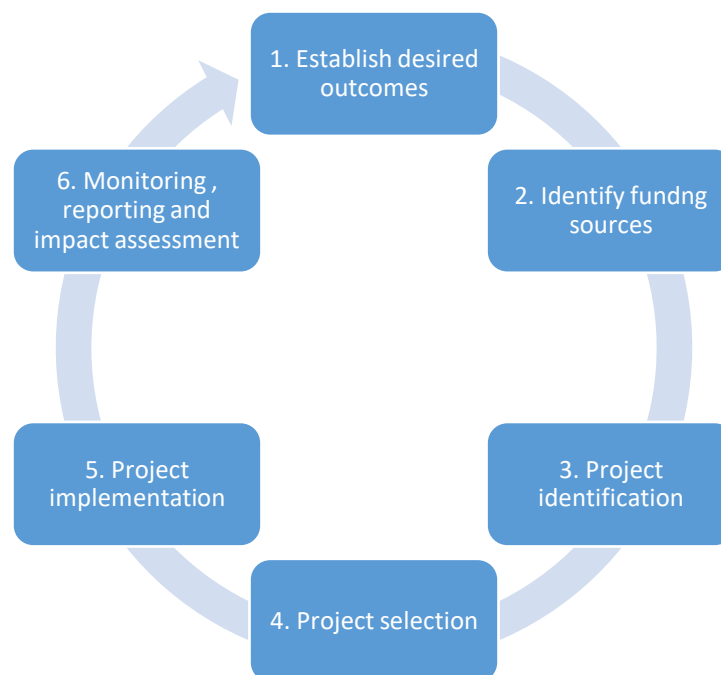 1. Establish desired
outcomes
2. Identify fundng
sources
3. Project
identification
4. Project selection
5. Project
implementation
6. Monitoring ,
reporting and
impact assessment